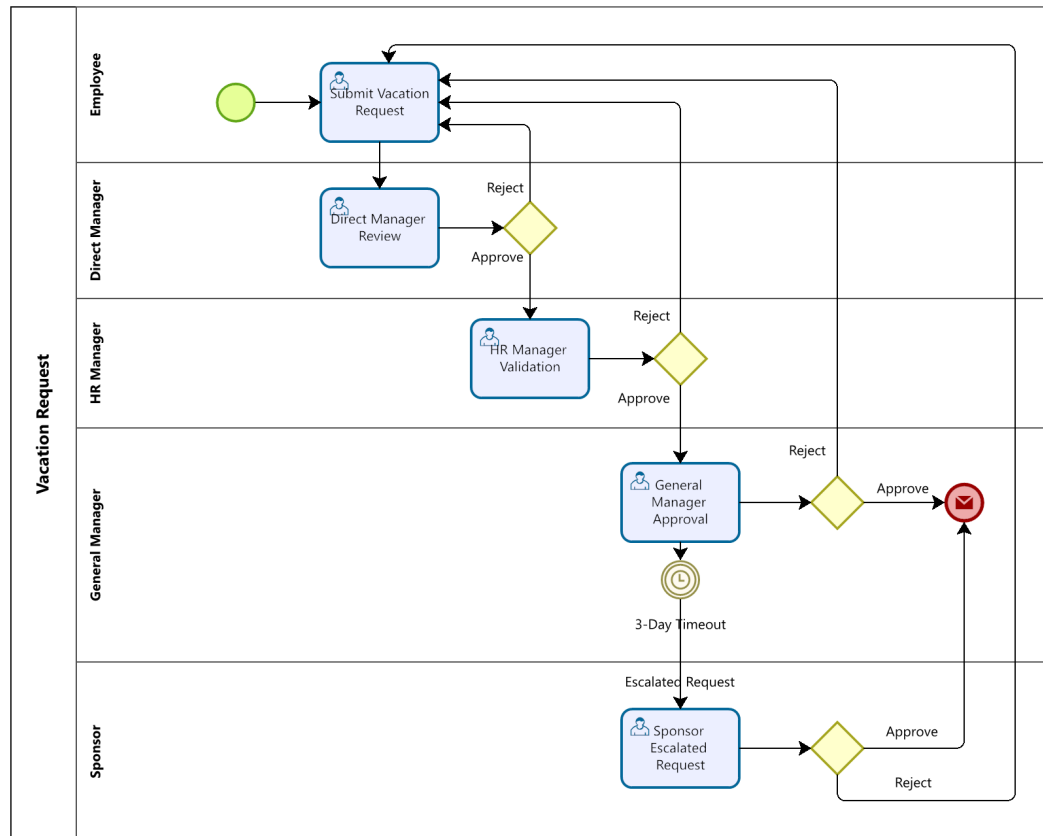 Vacation Request
Employee
Submit Vacation
Request
Direct Manager
Reject
Direct Manager
Review
Approve
HR Manager
Reject
HR Manager
Validation
Approve
General Manager
Reject
General
Manager
Approval
Approve
3-Day Timeout
Sponsor
Escalated Request
Sponsor
Escalated
Request
Approve
Reject